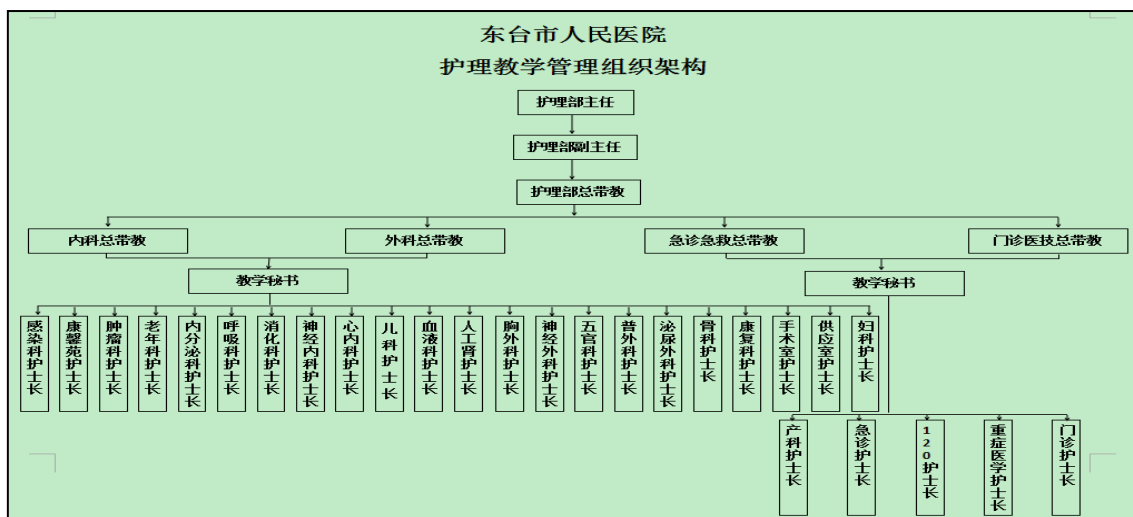 东台市人民医院
护理教学管理组织架构
护理部主任
护理部副主任
护理部总带教
内科总带教
外科总带教
急诊急救总带教
门诊医技总带教
教学秘书
教学秘书
感染科护士长
康馨苑护士长
肿瘤科护士长
老年科护士长
内分泌科护士长
呼吸科护士长
消化科护士长
神经内科护士长
心内科护士长
儿科护士长
血液科护士长
人工肾护士长
胸外科护士长
神经外科护士长
五官科护士长
普外科护士长
泌尿外科护士长
骨科护士长
康复科护士长
手术室护士长
供应室护士长
妇科护士长
产科护士长
急诊护士长
120护士长
重症医学护士长
门诊护士长